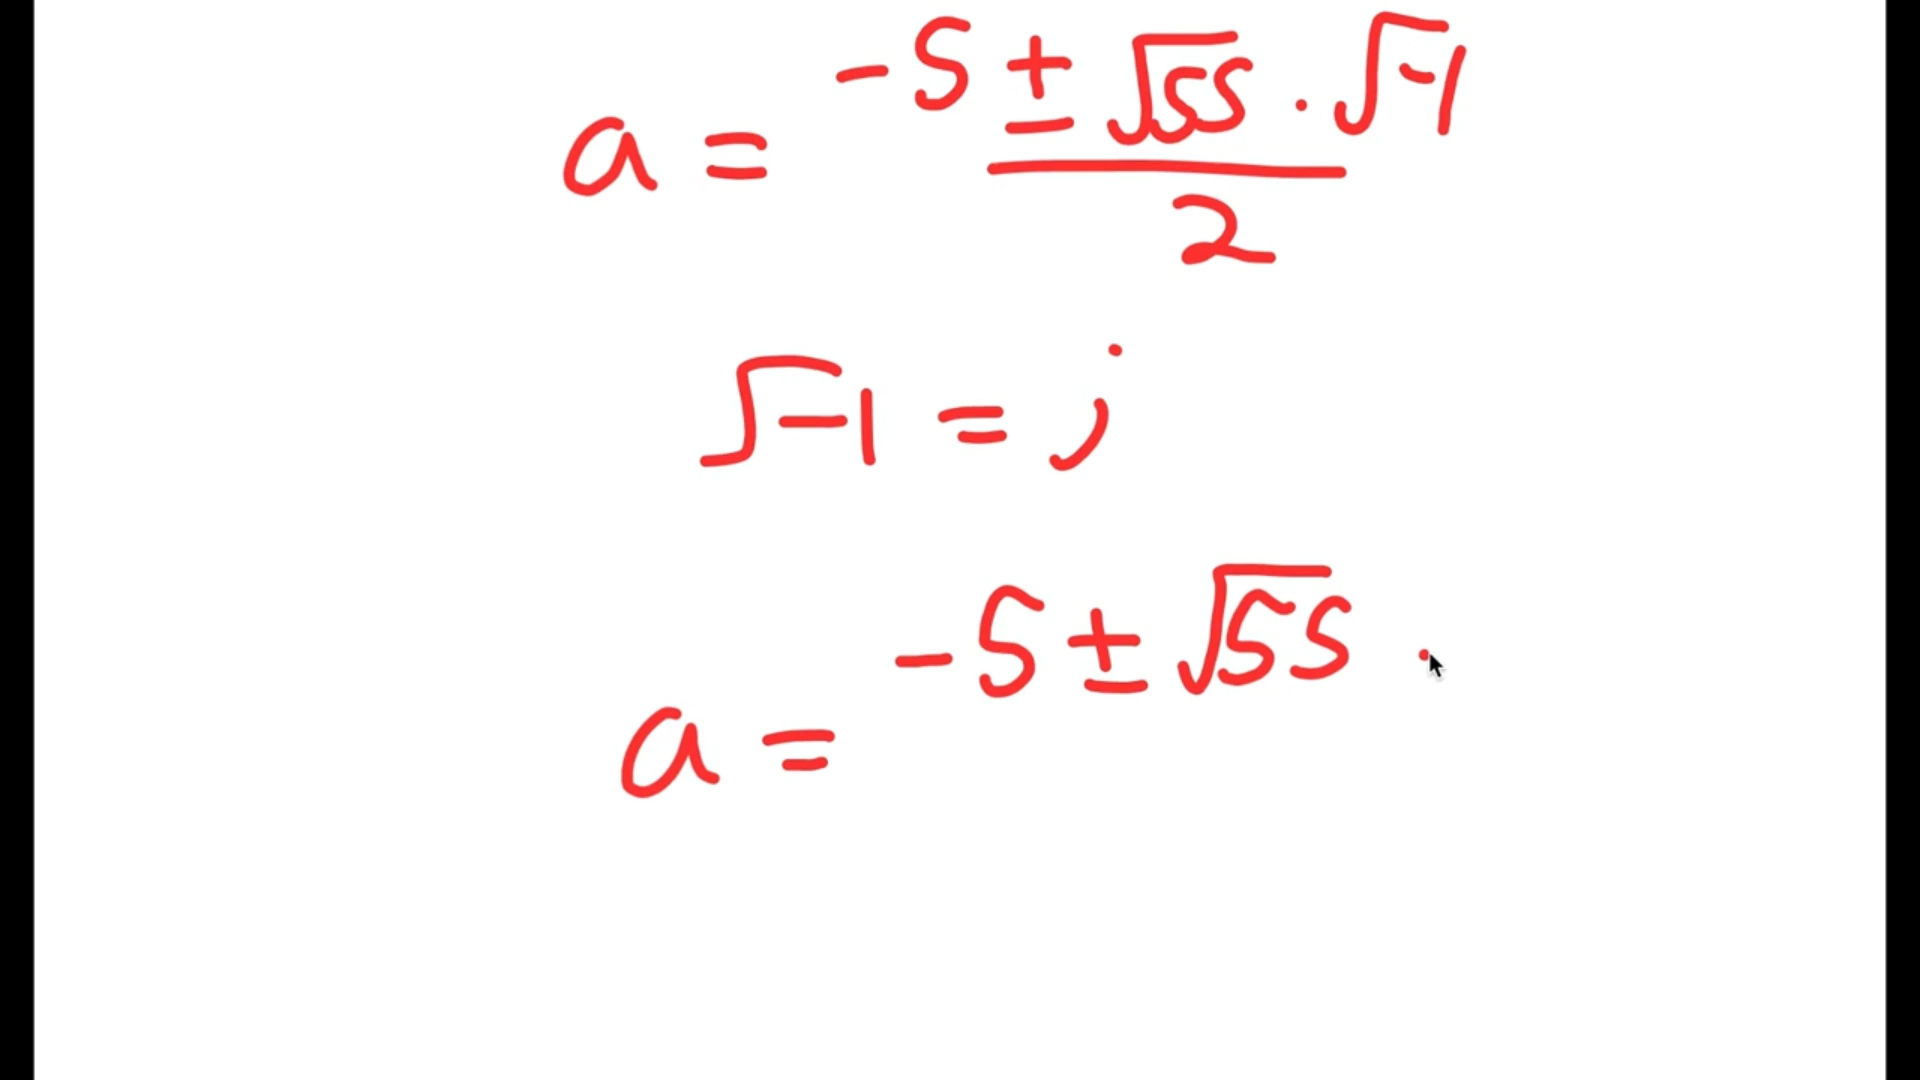 a = -5 ± √55 · √-1
2
√-1 = i
a = -5 ± √55 ·